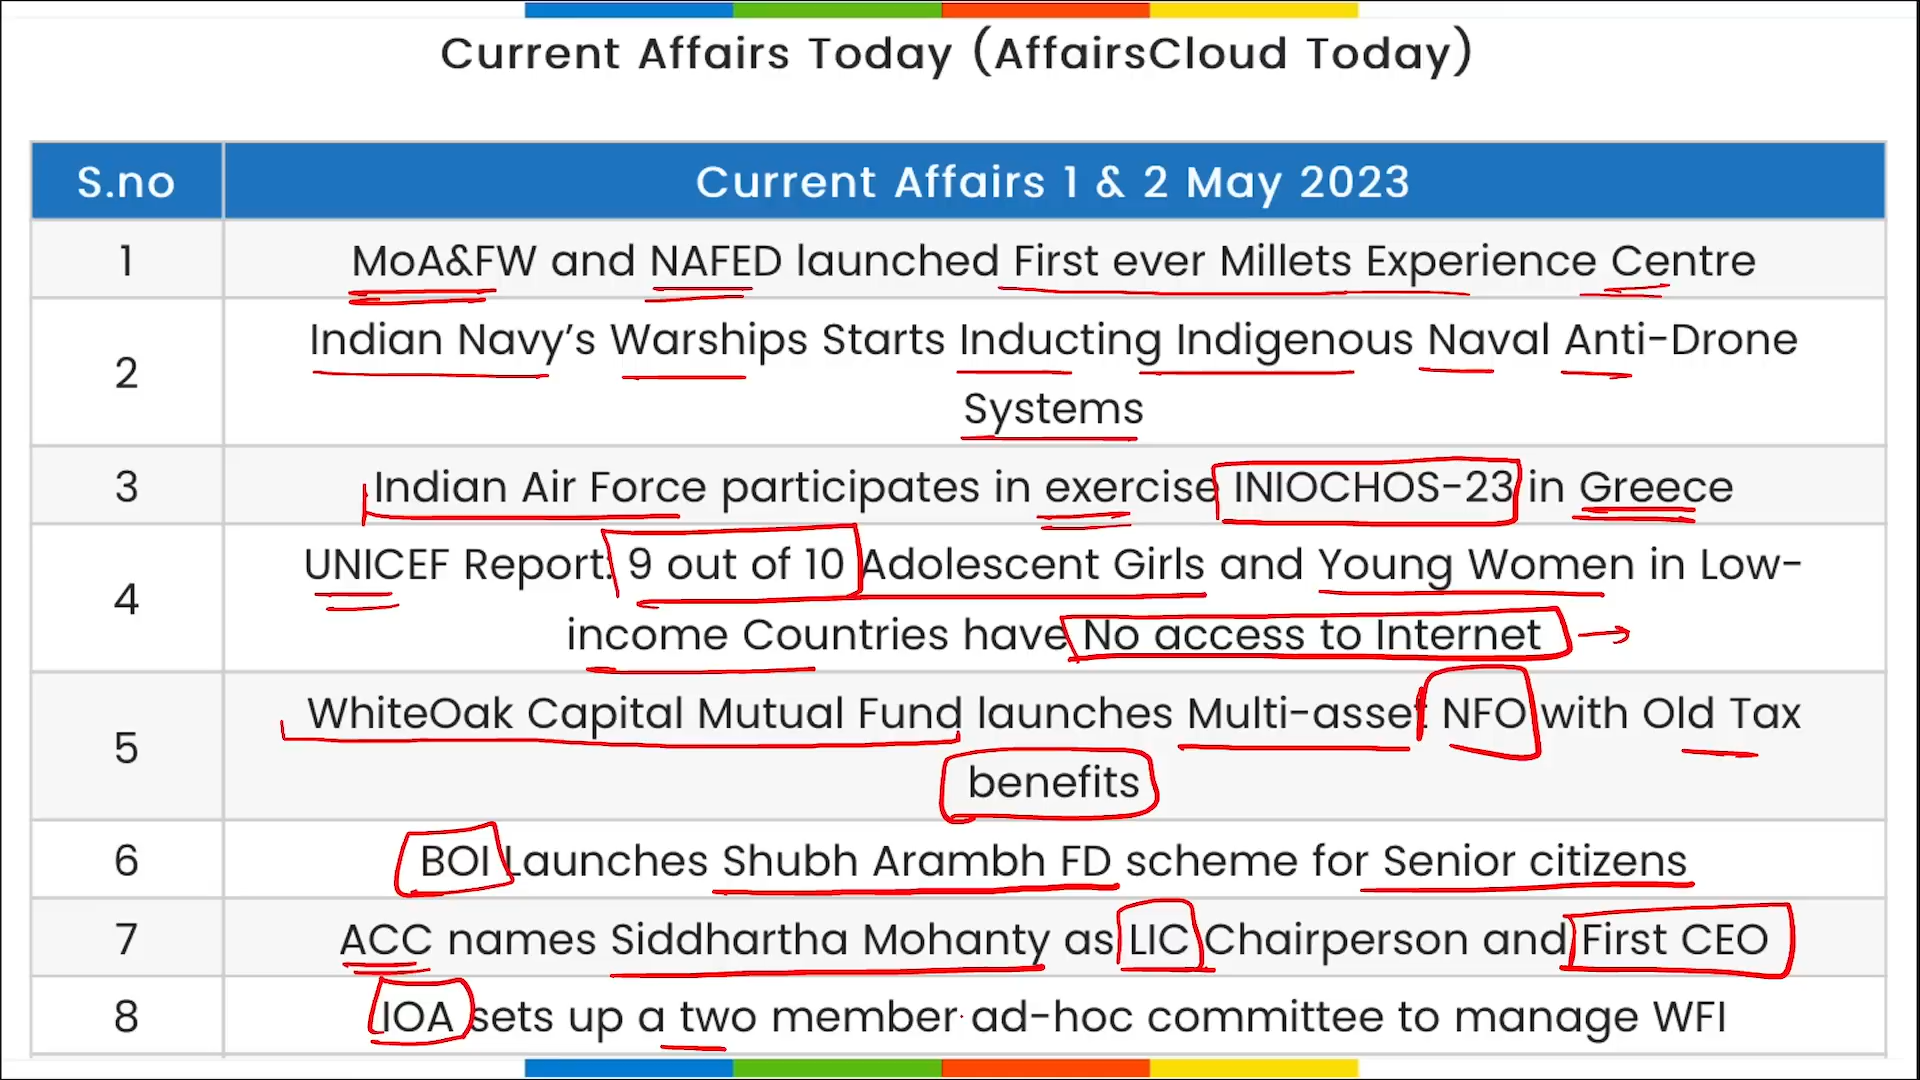 Current Affairs Today (AffairsCloud Today)
S.no Current Affairs 1 & 2 May 2023
1 MoA&FW and NAFED launched First ever Millets Experience Centre
2 Indian Navy's Warships Starts Inducting Indigenous Naval Anti-Drone
Systems
3 Indian Air Force participates in exercise INIOCHOS-23 in Greece
4 UNICEF Report: 9 out of 10 Adolescent Girls and Young Women in Low-
income Countries have No access to Internet
5 WhiteOak Capital Mutual Fund launches Multi-asset NFO with Old Tax
benefits
6 BOI Launches Shubh Arambh FD scheme for Senior citizens
7 ACC names Siddhartha Mohanty as LIC Chairperson and First CEO
8 IOA sets up a two member ad-hoc committee to manage WFI